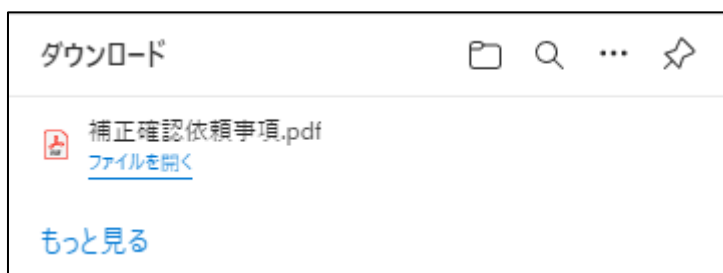 ダウンロード
補正確認依頼事項.pdf
ファイルを開く
もっと見る